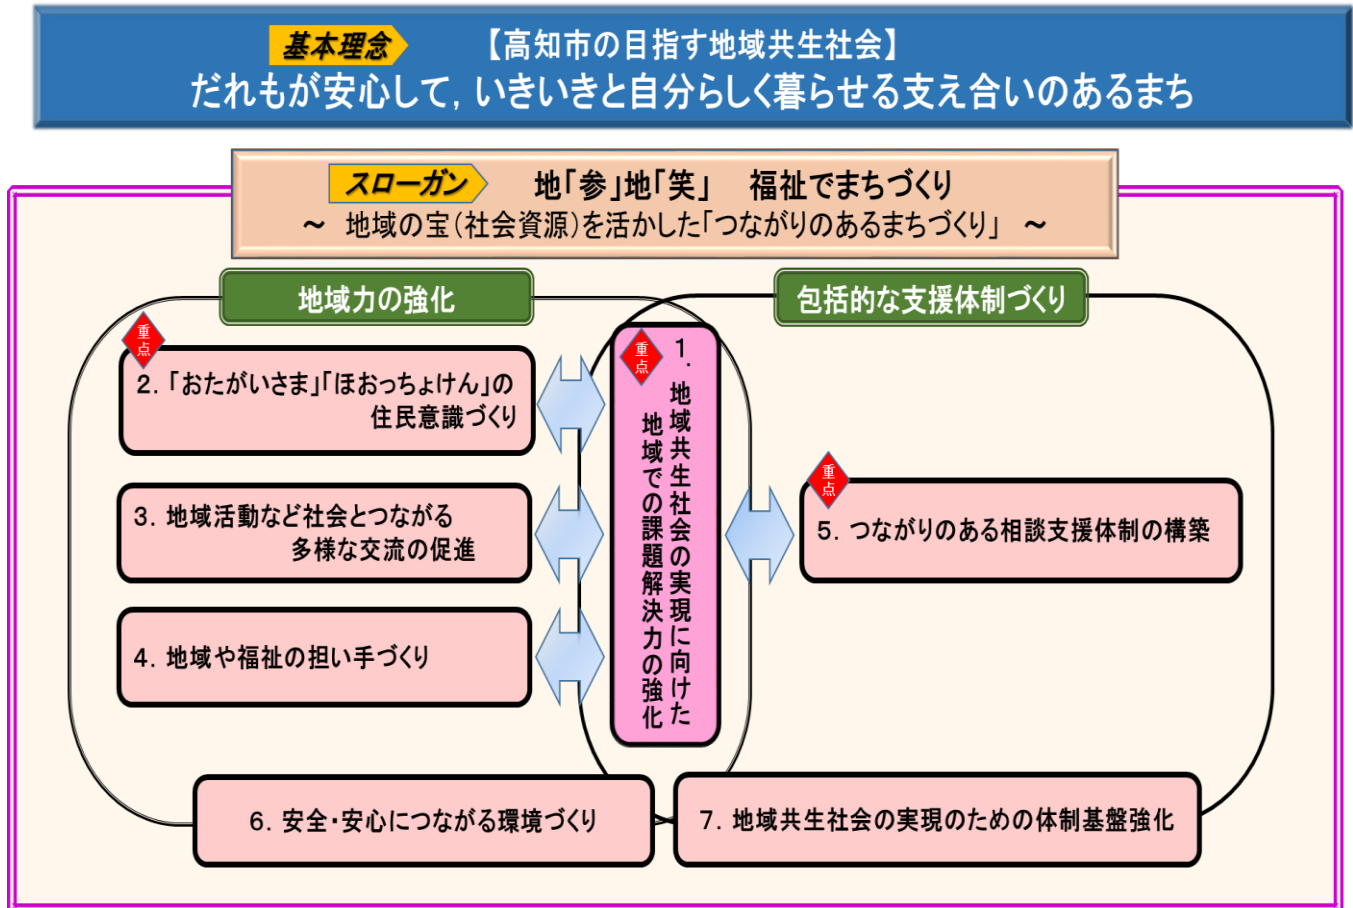 基本理念
【高知市の目指す地域共生社会】
だれもが安心して，いきいきと自分らしく暮らせる支え合いのあるまち
スローガン
地「参」地「笑」　福祉でまちづくり
～ 地域の宝(社会資源)を活かした「つながりのあるまちづくり」 ～
地域力の強化
包括的な支援体制づくり
重点
1．地域共生社会の実現に向けた
地域での課題解決力の強化
重点
2．「おたがいさま」「ほおっちょけん」の
住民意識づくり
3．地域活動など社会とつながる
多様な交流の促進
4．地域や福祉の担い手づくり
重点
5．つながりのある相談支援体制の構築
6．安全・安心につながる環境づくり
7．地域共生社会の実現のための体制基盤強化